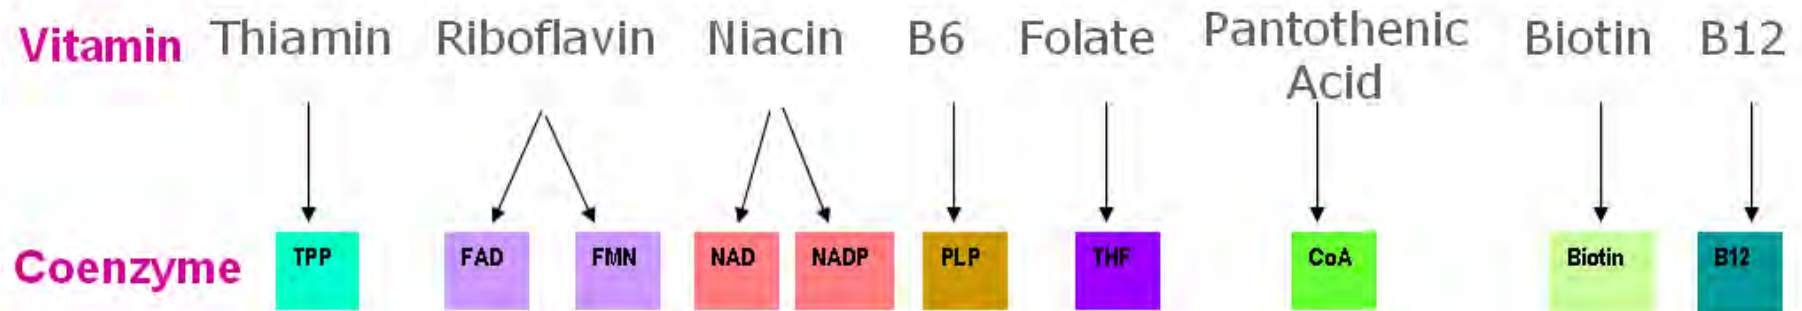 Vitamin Thiamin Riboflavin Niacin B6 Folate Pantothenic Acid Biotin B12
Coenzyme TPP FAD FMN NAD NADP PLP THF CoA Biotin B12